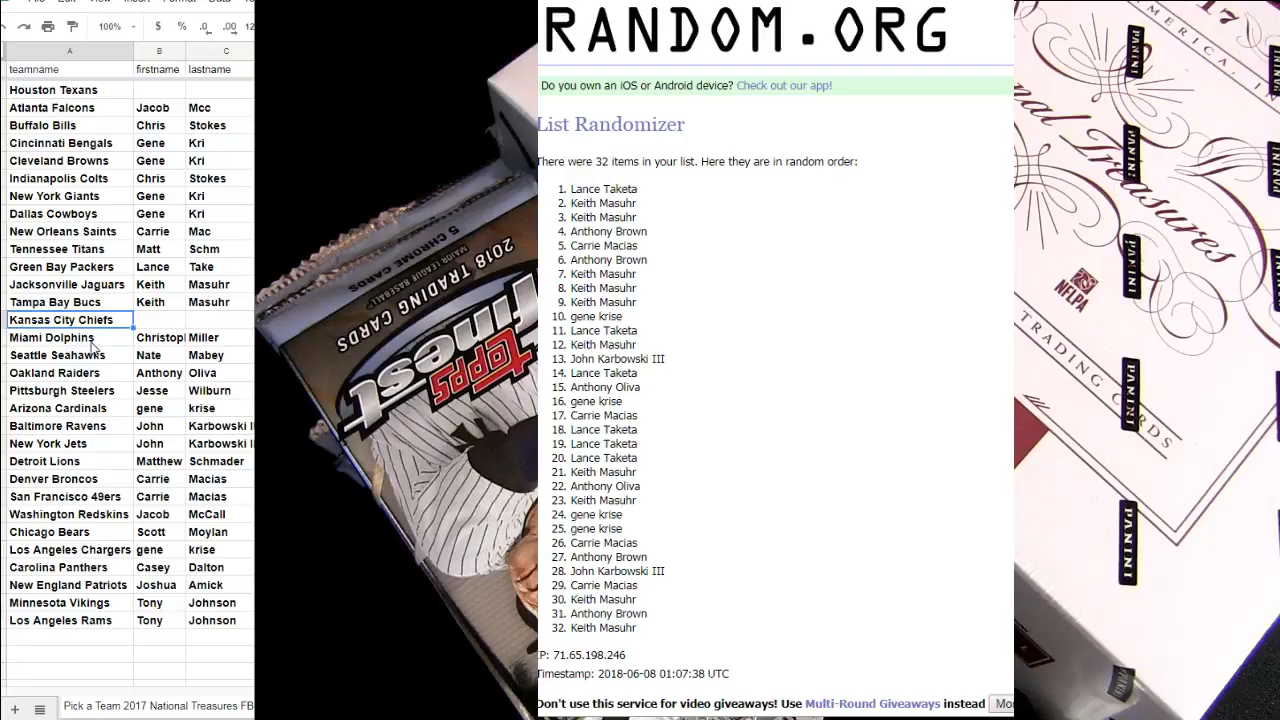 100%
$ % .0 .00 12
A B C
teamname firstname lastname
Houston Texans
Atlanta Falcons Jacob Mcc
Buffalo Bills Chris Stokes
Cincinnati Bengals Gene Kri
Cleveland Browns Gene Kri
Indianapolis Colts Chris Stokes
New York Giants Gene Kri
Dallas Cowboys Gene Kri
New Orleans Saints Carrie Mac
Tennessee Titans Matt Schm
Green Bay Packers Lance Take
Jacksonville Jaguars Keith Masuhr
Tampa Bay Bucs Keith Masuhr
Kansas City Chiefs
Miami Dolphins Christop Miller
Seattle Seahawks Nate Mabey
Oakland Raiders Anthony Oliva
Pittsburgh Steelers Jesse Wilburn
Arizona Cardinals gene krise
Baltimore Ravens John Karbowski II
New York Jets John Karbowski II
Detroit Lions Matthew Schmader
Denver Broncos Carrie Macias
San Francisco 49ers Carrie Macias
Washington Redskins Jacob McCall
Chicago Bears Scott Moylan
Los Angeles Chargers gene krise
Carolina Panthers Casey Dalton
New England Patriots Joshua Amick
Minnesota Vikings Tony Johnson
Los Angeles Rams Tony Johnson
Pick a Team 2017 National Treasures FB
5 CHROME CARDS
MAJOR LEAGUE BASEBALL
2018 TRADING CARDS
topps
finest
RANDOM.ORG
Do you own an iOS or Android device? Check out our app!
List Randomizer
There were 32 items in your list. Here they are in random order:
1. Lance Taketa
2. Keith Masuhr
3. Keith Masuhr
4. Anthony Brown
5. Carrie Macias
6. Anthony Brown
7. Keith Masuhr
8. Keith Masuhr
9. Keith Masuhr
10. gene krise
11. Lance Taketa
12. Keith Masuhr
13. John Karbowski III
14. Lance Taketa
15. Anthony Oliva
16. gene krise
17. Carrie Macias
18. Lance Taketa
19. Lance Taketa
20. Lance Taketa
21. Keith Masuhr
22. Anthony Oliva
23. Keith Masuhr
24. gene krise
25. gene krise
26. Carrie Macias
27. Anthony Brown
28. John Karbowski III
29. Carrie Macias
30. Keith Masuhr
31. Anthony Brown
32. Keith Masuhr
IP: 71.65.198.246
Timestamp: 2018-06-08 01:07:38 UTC
Don't use this service for video giveaways! Use Multi-Round Giveaways instead
17
AMERICA, IN
nal Treasures
NFLPA
TRADING CARDS
PANINI
PANINI
PANINI
PANINI
PANINI